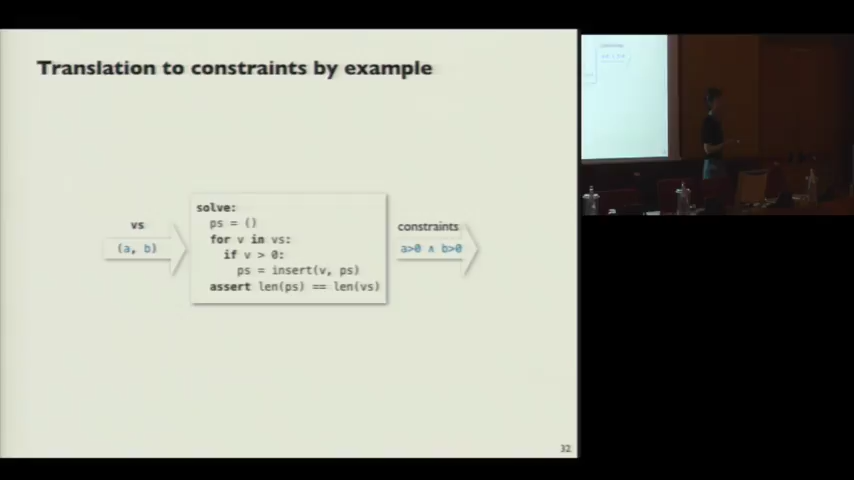 Translation to constraints by example
vs
(a, b)
solve:
ps = ()
for v in vs:
if v > 0:
ps = insert(v, ps)
assert len(ps) == len(vs)
constraints
a>0 ∧ b>0
32